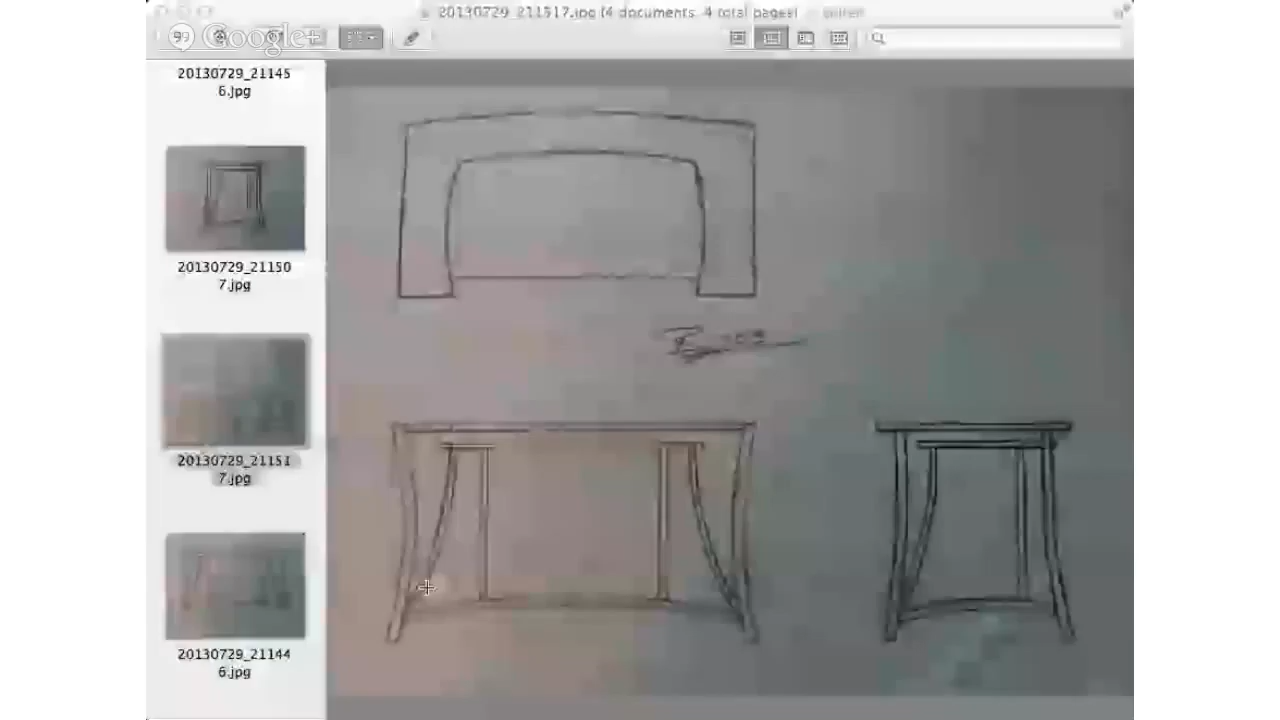 20130729_211517.jpg (4 documents, 4 total pages)
Google+
20130729_21145
6.jpg
20130729_21150
7.jpg
20130729_21151
7.jpg
20130729_21144
6.jpg